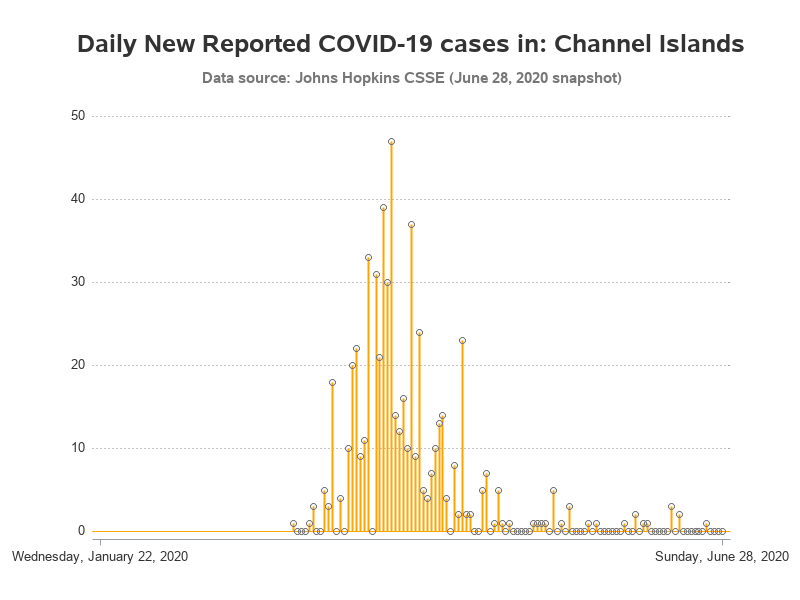 Daily New Reported COVID-19 cases in: Channel Islands
Data source: Johns Hopkins CSSE (June 28, 2020 snapshot)
50
40
30
20
10
0
Wednesday, January 22, 2020
Sunday, June 28, 2020